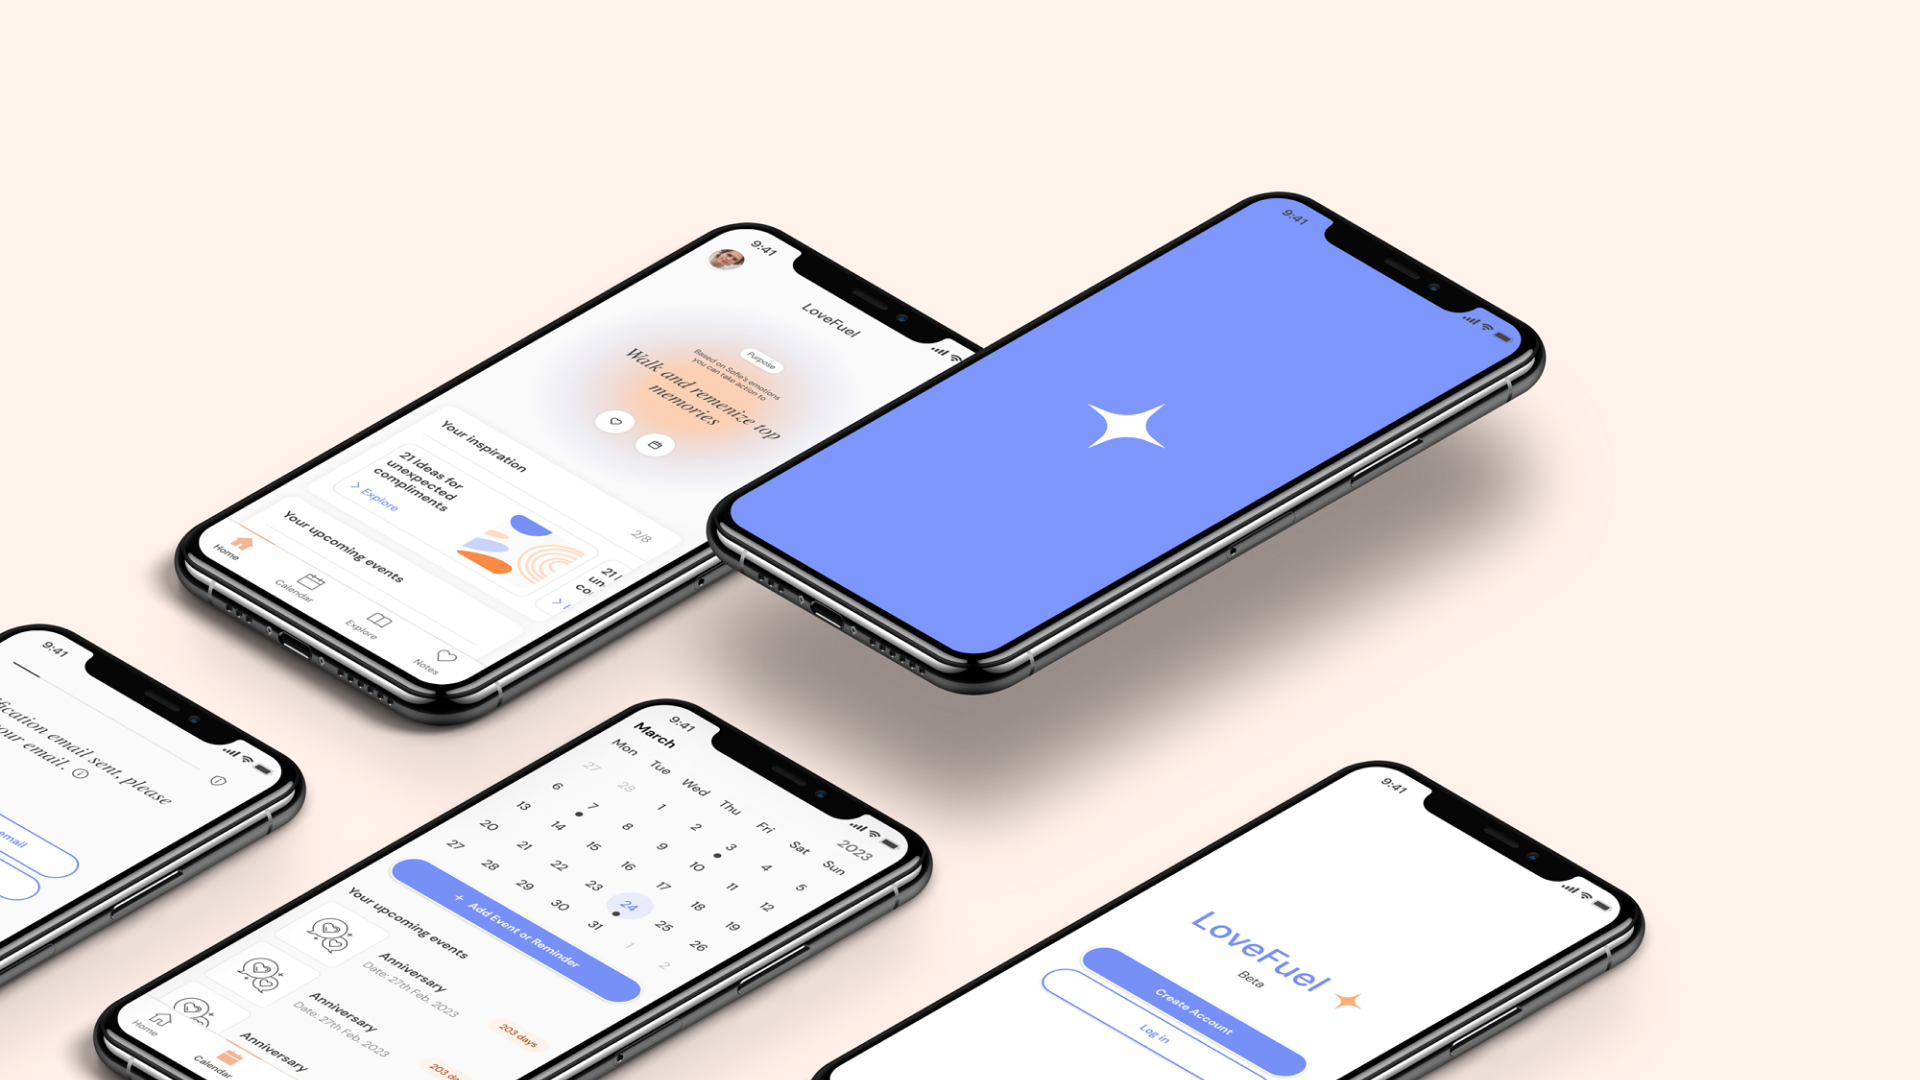 9:41
LoveFuel
Purpose
Based on Sofie's emotions
you can take action to
Walk and remenize top
memories
Your inspiration
21 Ideas for
unexpected
compliments
Explore
2/8
21 I
un
co
Your upcoming events
Home
Calendar
Explore
Notes
9:41
9:41
fication email sent, please
our email.
email
9:41
March
2023
Mon Tue Wed Thu Fri Sat Sun
27 28 1 2 3 4 5
6 7 8 9 10 11 12
13 14 15 16 17 18 19
20 21 22 23 24 25 26
27 28 29 30 31 1 2
+ Add Event or Reminder
Your upcoming events
Anniversary
Date: 27th Feb. 2023
203 days
Anniversary
Date: 27th Feb. 2023
203 da
Anniversary
Home
Calendar
9:41
LoveFuel
Beta
Create Account
Log in